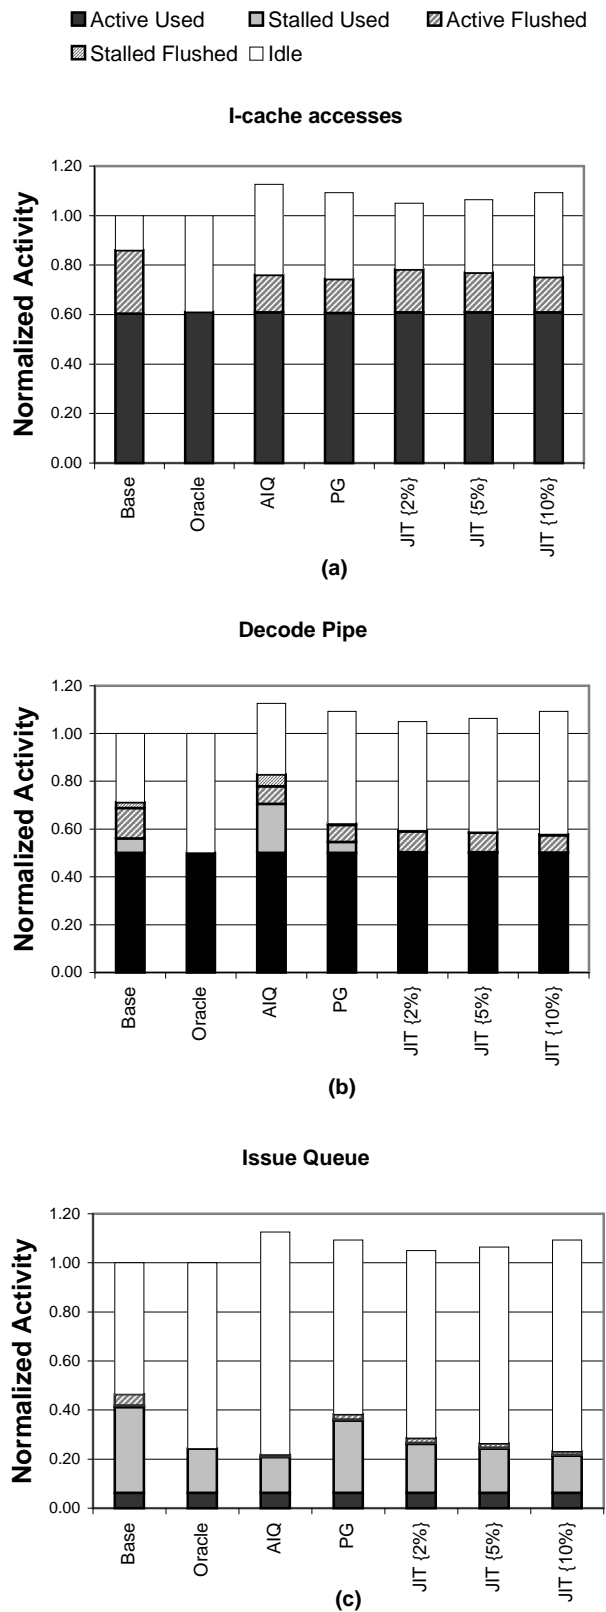 Active Used Stalled Used Active Flushed
Stalled Flushed Idle
I-cache accesses
Normalized Activity
1.20
1.00
0.80
0.60
0.40
0.20
0.00
Base
Oracle
AIQ
PG
JIT {2%}
JIT {5%}
JIT {10%}
(a)
Decode Pipe
Normalized Activity
1.20
1.00
0.80
0.60
0.40
0.20
0.00
Base
Oracle
AIQ
PG
JIT {2%}
JIT {5%}
JIT {10%}
(b)
Issue Queue
Normalized Activity
1.20
1.00
0.80
0.60
0.40
0.20
0.00
Base
Oracle
AIQ
PG
JIT {2%}
JIT {5%}
JIT {10%}
(c)